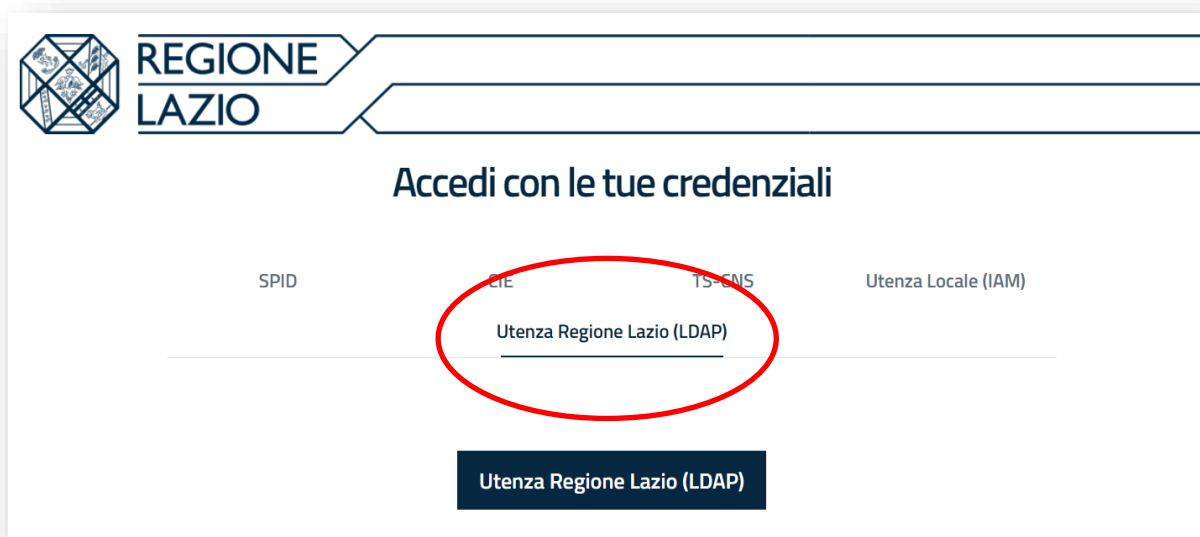 REGIONE
LAZIO
Accedi con le tue credenziali
SPID CIE TS-CNS Utenza Locale (IAM)
Utenza Regione Lazio (LDAP)
Utenza Regione Lazio (LDAP)